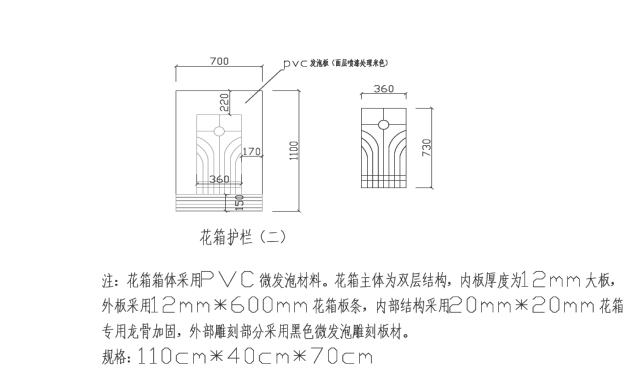 700
pvc发泡板（面层喷漆处理米色）
360
220
170
1100
730
360
150
花箱护栏（二）
注：花箱箱体采用PVC微发泡材料。花箱主体为双层结构，内板厚度为12mm大板，
外板采用12mm*600mm花箱板条，内部结构采用20mm*20mm花箱
专用龙骨加固，外部雕刻部分采用黑色微发泡雕刻板材。
规格：110cm*40cm*70cm